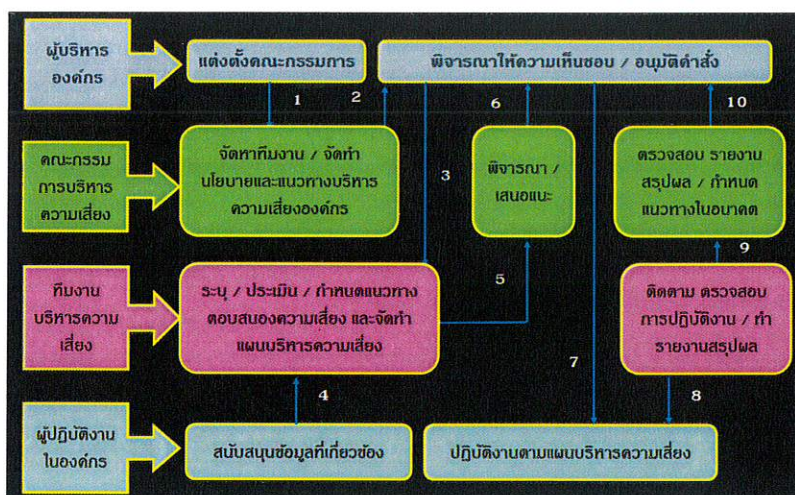 ผู้บริหาร
องค์กร
แต่งตั้งคณะกรรมการ
พิจารณาให้ความเห็นชอบ / อนุมัติคำสั่ง
1
2
6
10
คณะกรรม
การบริหาร
ความเสี่ยง
จัดหาทีมงาน / จัดทำ
นโยบายและแนวทางบริหาร
ความเสี่ยงองค์กร
3
พิจารณา /
เสนอแนะ
ตรวจสอบ รายงาน
สรุปผล / กำหนด
แนวทางในอนาคต
9
ทีมงาน
บริหารความ
เสี่ยง
ระบุ / ประเมิน / กำหนดแนวทาง
ตอบสนองความเสี่ยง และจัดทำ
แผนบริหารความเสี่ยง
5
ติดตาม ตรวจสอบ
การปฏิบัติงาน / ทำ
รายงานสรุปผล
7
4
8
ผู้ปฏิบัติงาน
ในองค์กร
สนับสนุนข้อมูลที่เกี่ยวข้อง
ปฏิบัติงานตามแผนบริหารความเสี่ยง